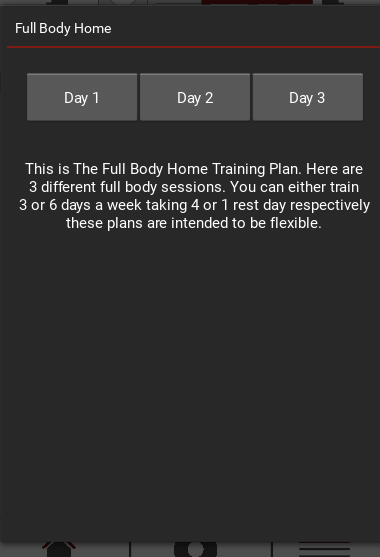 Full Body Home
Day 1 Day 2 Day 3
This is The Full Body Home Training Plan. Here are
3 different full body sessions. You can either train
3 or 6 days a week taking 4 or 1 rest day respectively
these plans are intended to be flexible.